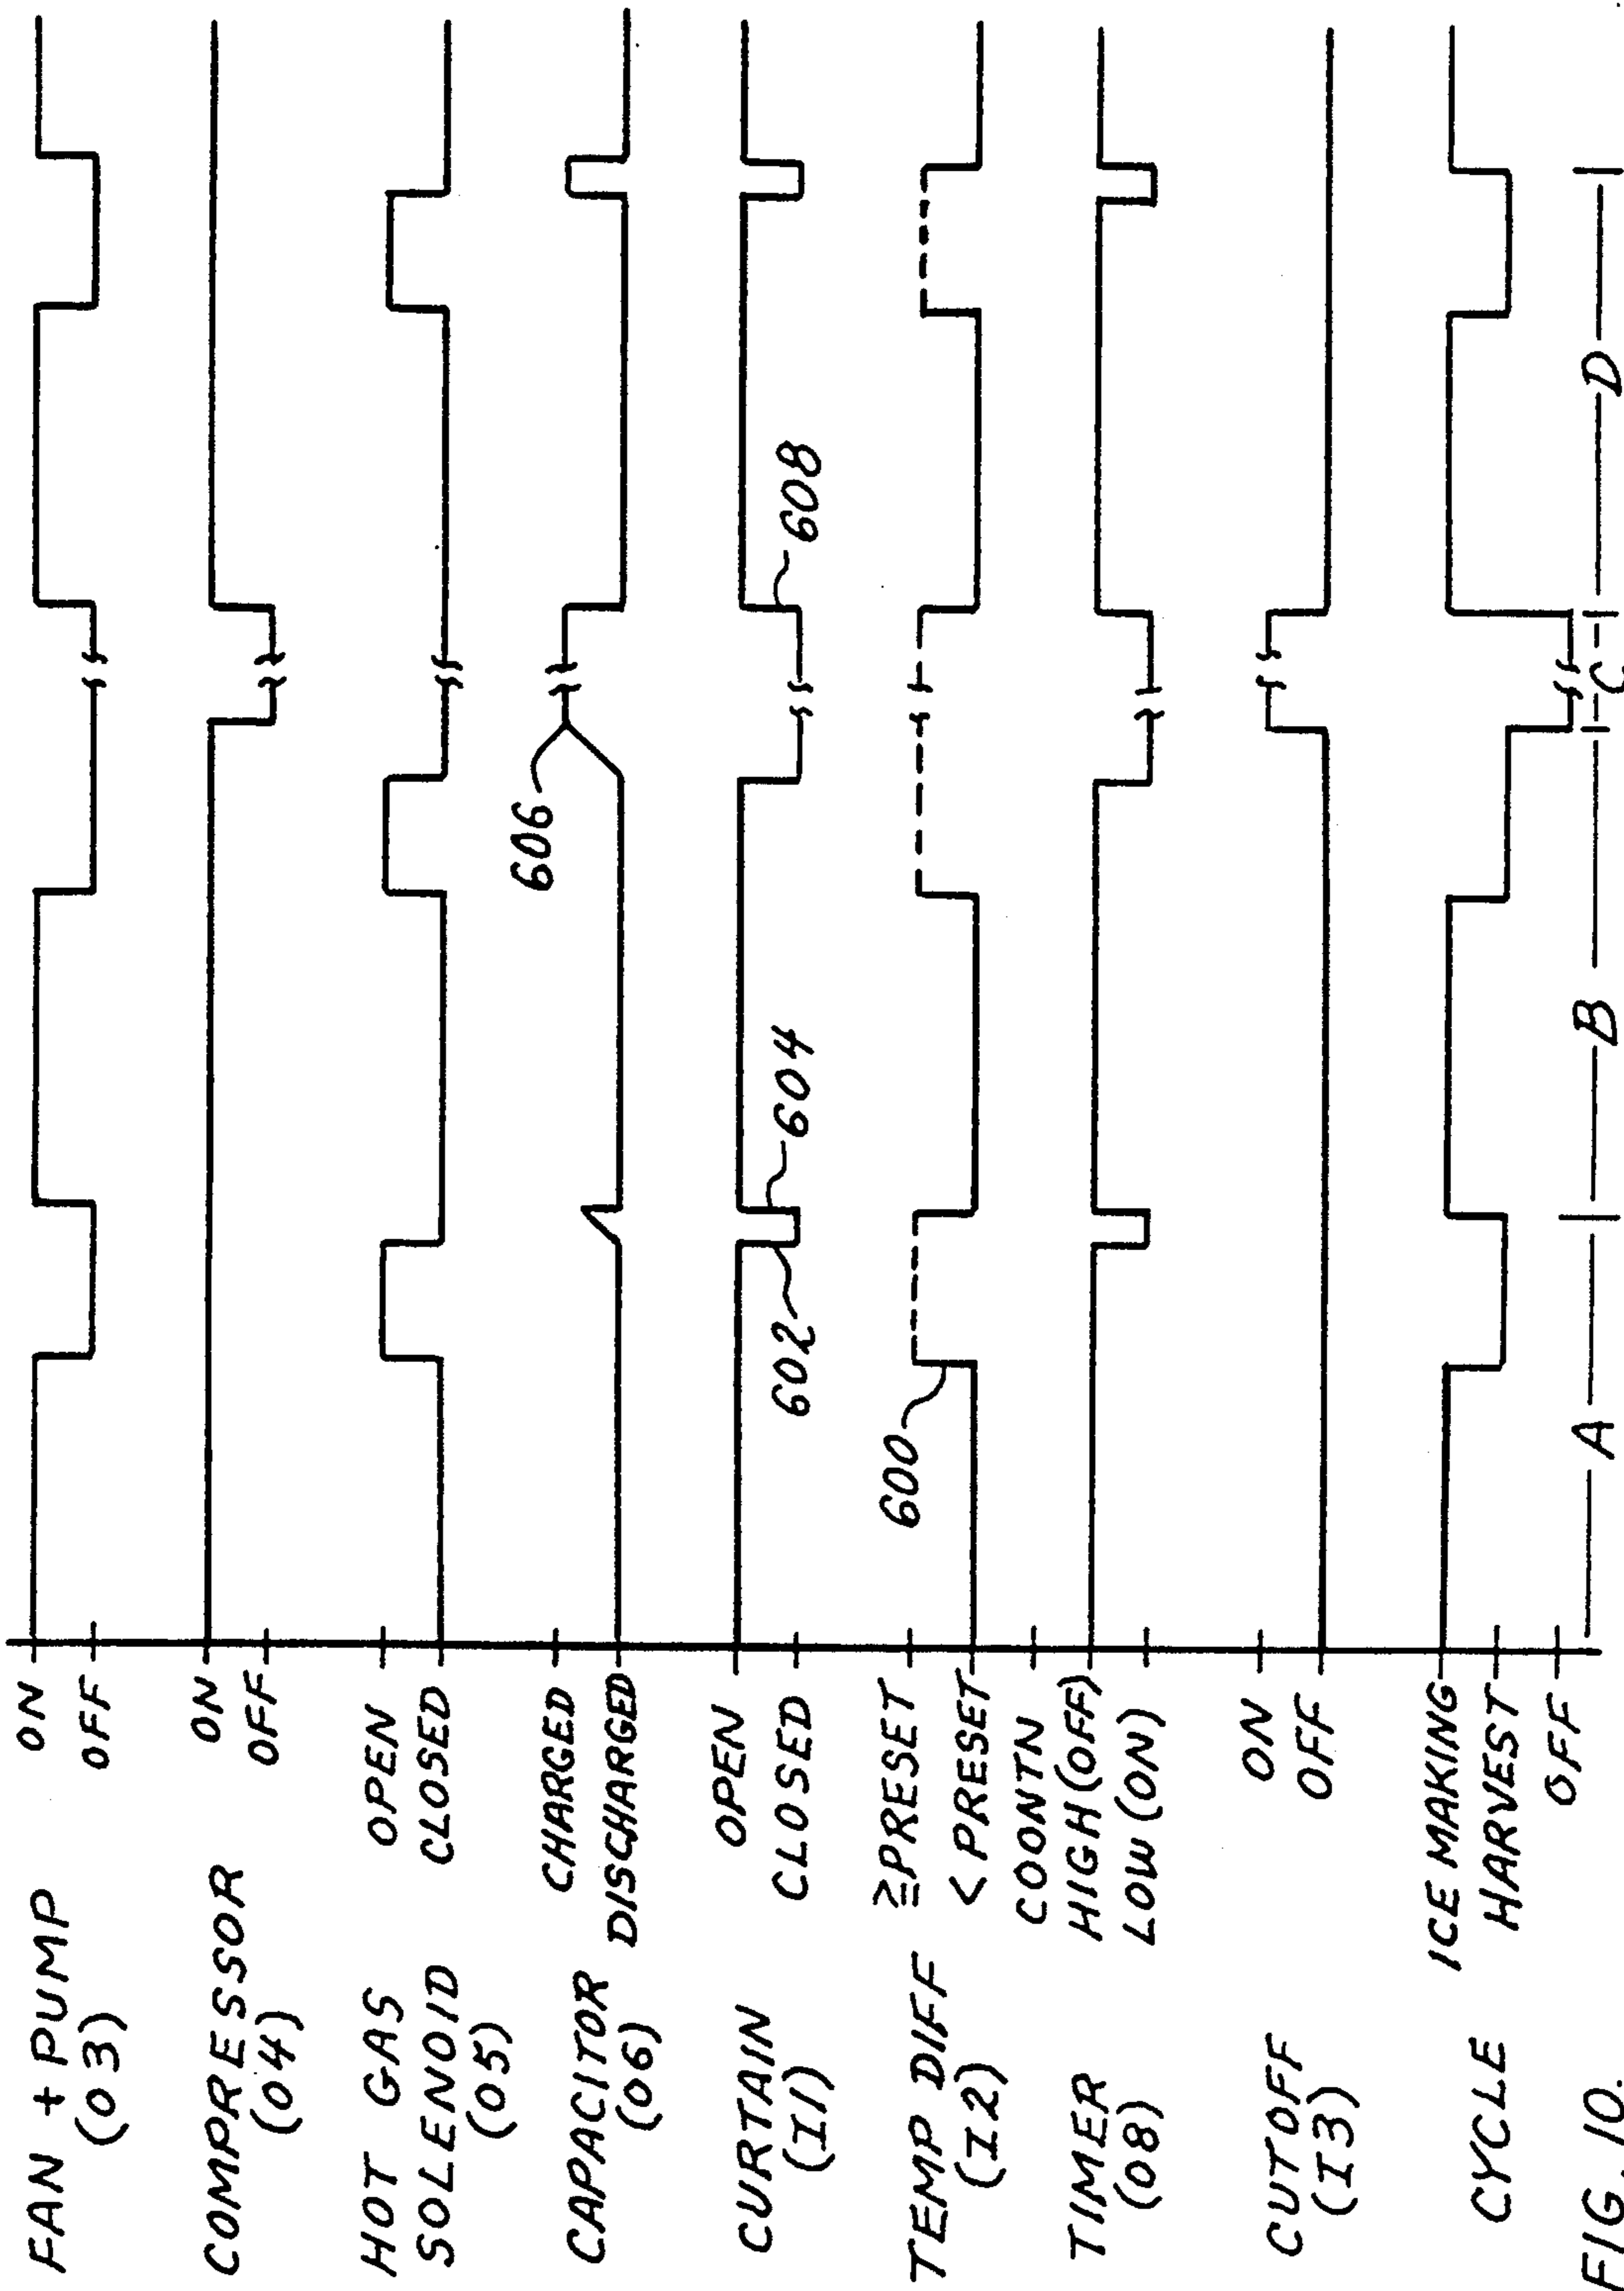 FAN + PUMP
(03)
ON
OFF
COMPRESSOR
(04)
ON
OFF
HOT GAS
SOLENOID
(05)
OPEN
CLOSED
CAPACITOR
(06)
CHARGED
DISCHARGED
606
CURTAIN
(I1)
OPEN
CLOSED
602
604
608
TEMP DIFF
(I2)
≧PRESET
< PRESET
600
TIMER
(08)
COONTN
HIGH (OFF)
LOW (ON)
CUTOFF
(I3)
ON
OFF
CYCLE
ICE MAKING
HARVEST
OFF
A
B
C
D
FIG. 10.